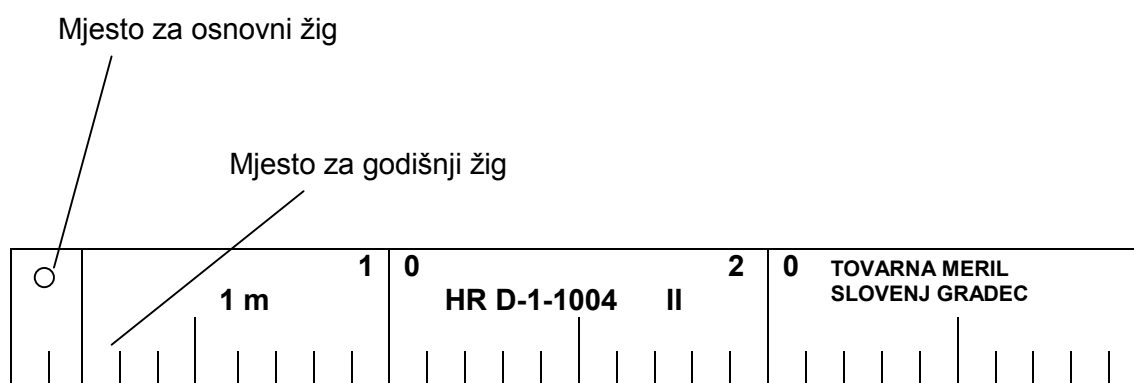 Mjesto za osnovni žig
Mjesto za godišnji žig
1 0 2 0 TOVARNA MERIL
1 m HR D-1-1004 II SLOVENJ GRADEC